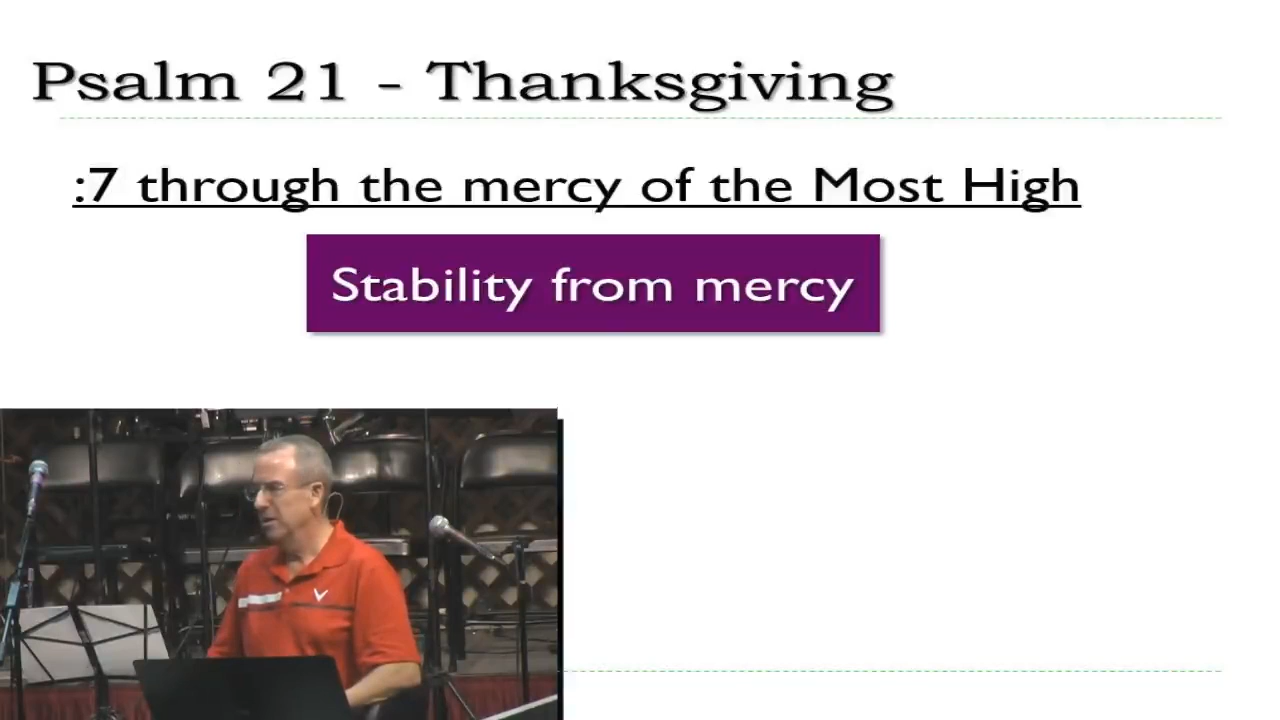 Psalm 21 - Thanksgiving
:7 through the mercy of the Most High
Stability from mercy